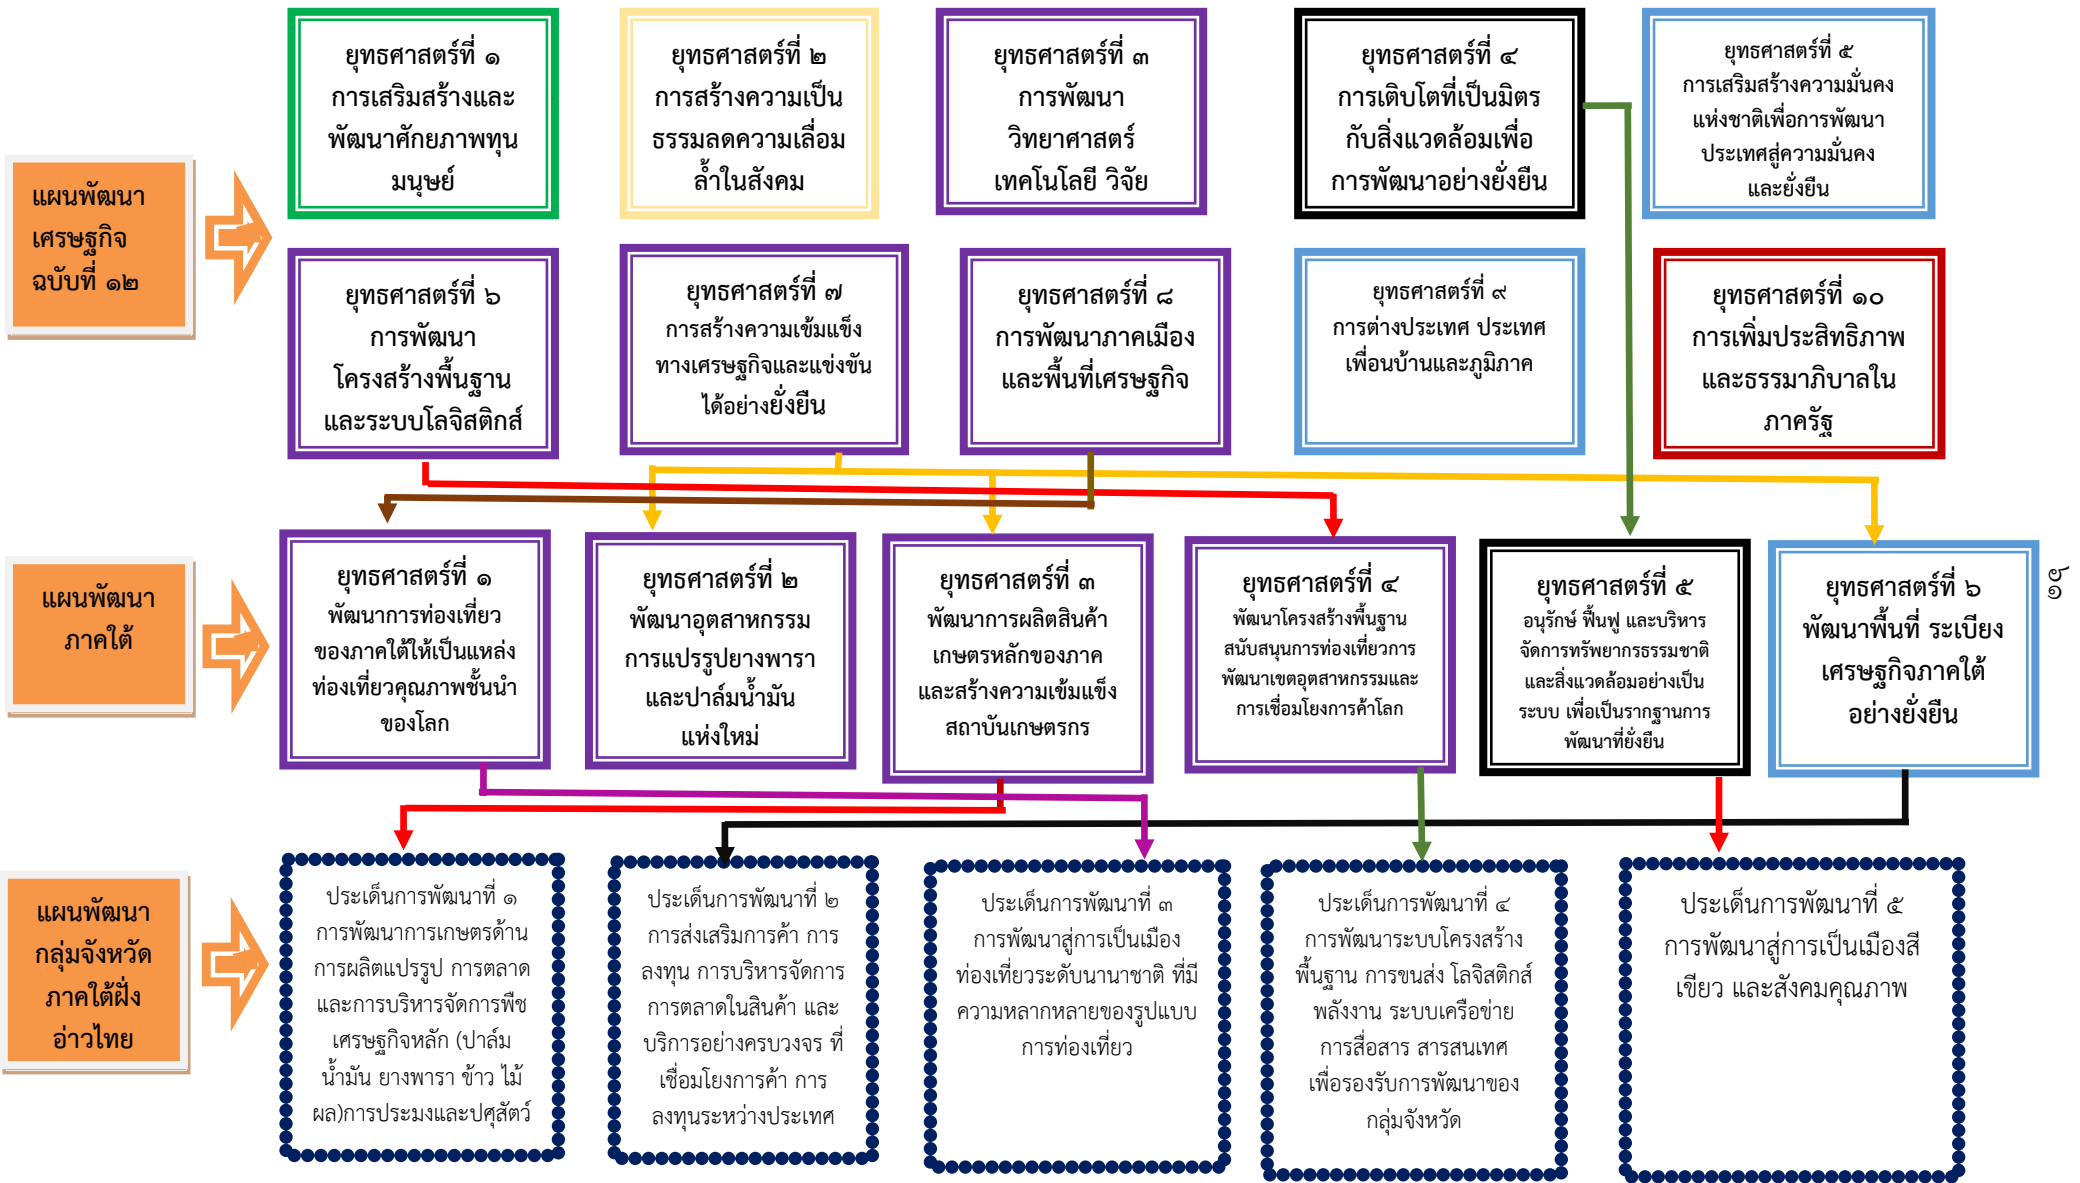 แผนพัฒนา
เศรษฐกิจ
ฉบับที่ ๑๒
ยุทธศาสตร์ที่ ๑
การเสริมสร้างและ
พัฒนาศักยภาพทุน
มนุษย์
ยุทธศาสตร์ที่ ๒
การสร้างความเป็น
ธรรมลดความเลื่อม
ล้ำในสังคม
ยุทธศาสตร์ที่ ๓
การพัฒนา
วิทยาศาสตร์
เทคโนโลยี วิจัย
ยุทธศาสตร์ที่ ๔
การเติบโตที่เป็นมิตร
กับสิ่งแวดล้อมเพื่อ
การพัฒนาอย่างยั่งยืน
ยุทธศาสตร์ที่ ๕
การเสริมสร้างความมั่นคง
แห่งชาติเพื่อการพัฒนา
ประเทศสู่ความมั่นคง
และยั่งยืน
ยุทธศาสตร์ที่ ๖
การพัฒนา
โครงสร้างพื้นฐาน
และระบบโลจิสติกส์
ยุทธศาสตร์ที่ ๗
การสร้างความเข้มแข็ง
ทางเศรษฐกิจและแข่งขัน
ได้อย่างยั่งยืน
ยุทธศาสตร์ที่ ๘
การพัฒนาภาคเมือง
และพื้นที่เศรษฐกิจ
ยุทธศาสตร์ที่ ๙
การต่างประเทศ ประเทศ
เพื่อนบ้านและภูมิภาค
ยุทธศาสตร์ที่ ๑๐
การเพิ่มประสิทธิภาพ
และธรรมาภิบาลใน
ภาครัฐ
แผนพัฒนา
ภาคใต้
ยุทธศาสตร์ที่ ๑
พัฒนาการท่องเที่ยว
ของภาคใต้ให้เป็นแหล่ง
ท่องเที่ยวคุณภาพชั้นนำ
ของโลก
ยุทธศาสตร์ที่ ๒
พัฒนาอุตสาหกรรม
การแปรรูปยางพารา
และปาล์มน้ำมัน
แห่งใหม่
ยุทธศาสตร์ที่ ๓
พัฒนาการผลิตสินค้า
เกษตรหลักของภาค
และสร้างความเข้มแข็ง
สถาบันเกษตรกร
ยุทธศาสตร์ที่ ๔
พัฒนาโครงสร้างพื้นฐาน
สนับสนุนการท่องเที่ยวการ
พัฒนาเขตอุตสาหกรรมและ
การเชื่อมโยงการค้าโลก
ยุทธศาสตร์ที่ ๕
อนุรักษ์ ฟื้นฟู และบริหาร
จัดการทรัพยากรธรรมชาติ
และสิ่งแวดล้อมอย่างเป็น
ระบบ เพื่อเป็นรากฐานการ
พัฒนาที่ยั่งยืน
ยุทธศาสตร์ที่ ๖
พัฒนาพื้นที่ ระเบียง
เศรษฐกิจภาคใต้
อย่างยั่งยืน
๖๑
แผนพัฒนา
กลุ่มจังหวัด
ภาคใต้ฝั่ง
อ่าวไทย
ประเด็นการพัฒนาที่ ๑
การพัฒนาการเกษตรด้าน
การผลิตแปรรูป การตลาด
และการบริหารจัดการพืช
เศรษฐกิจหลัก (ปาล์ม
น้ำมัน ยางพารา ข้าว ไม้
ผล)การประมงและปศุสัตว์
ประเด็นการพัฒนาที่ ๒
การส่งเสริมการค้า การ
ลงทุน การบริหารจัดการ
การตลาดในสินค้า และ
บริการอย่างครบวงจร ที่
เชื่อมโยงการค้า การ
ลงทุนระหว่างประเทศ
ประเด็นการพัฒนาที่ ๓
การพัฒนาสู่การเป็นเมือง
ท่องเที่ยวระดับนานาชาติ ที่มี
ความหลากหลายของรูปแบบ
การท่องเที่ยว
ประเด็นการพัฒนาที่ ๔
การพัฒนาระบบโครงสร้าง
พื้นฐาน การขนส่ง โลจิสติกส์
พลังงาน ระบบเครือข่าย
การสื่อสาร สารสนเทศ
เพื่อรองรับการพัฒนาของ
กลุ่มจังหวัด
ประเด็นการพัฒนาที่ ๕
การพัฒนาสู่การเป็นเมืองสี
เขียว และสังคมคุณภาพ